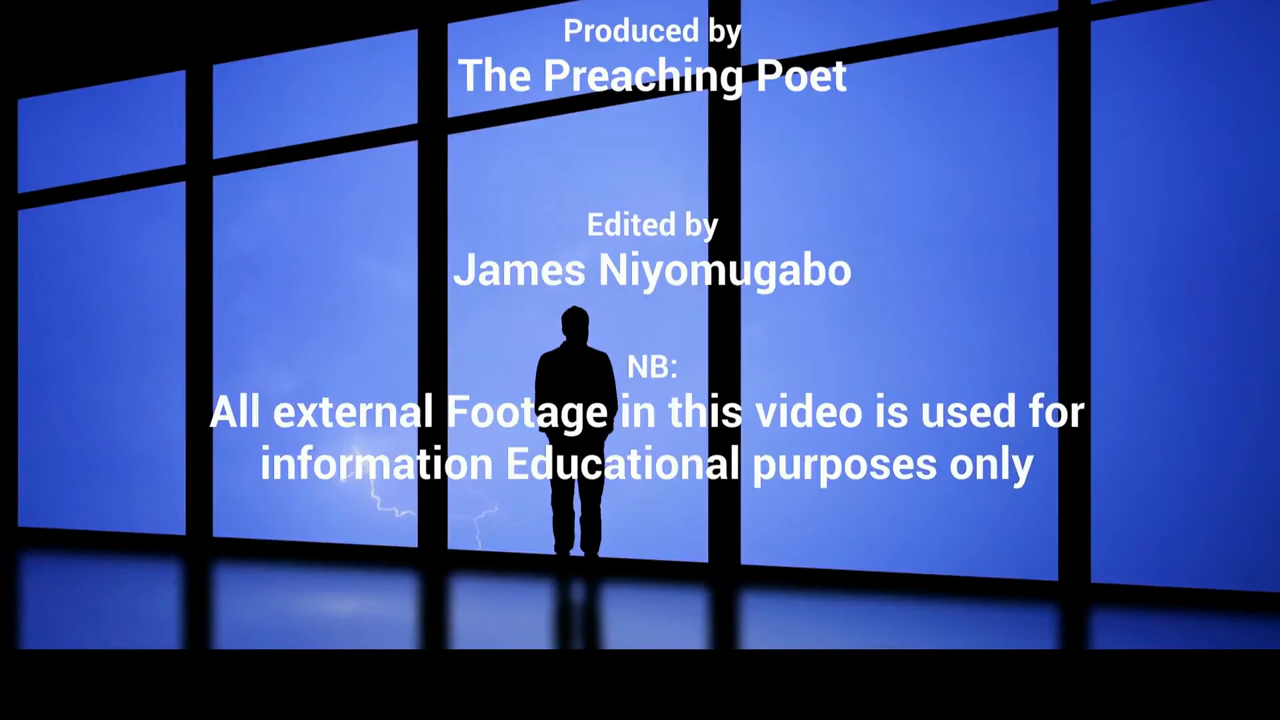 Produced by
The Preaching Poet
Edited by
James Niyomugabo
NB:
All external Footage in this video is used for
information Educational purposes only